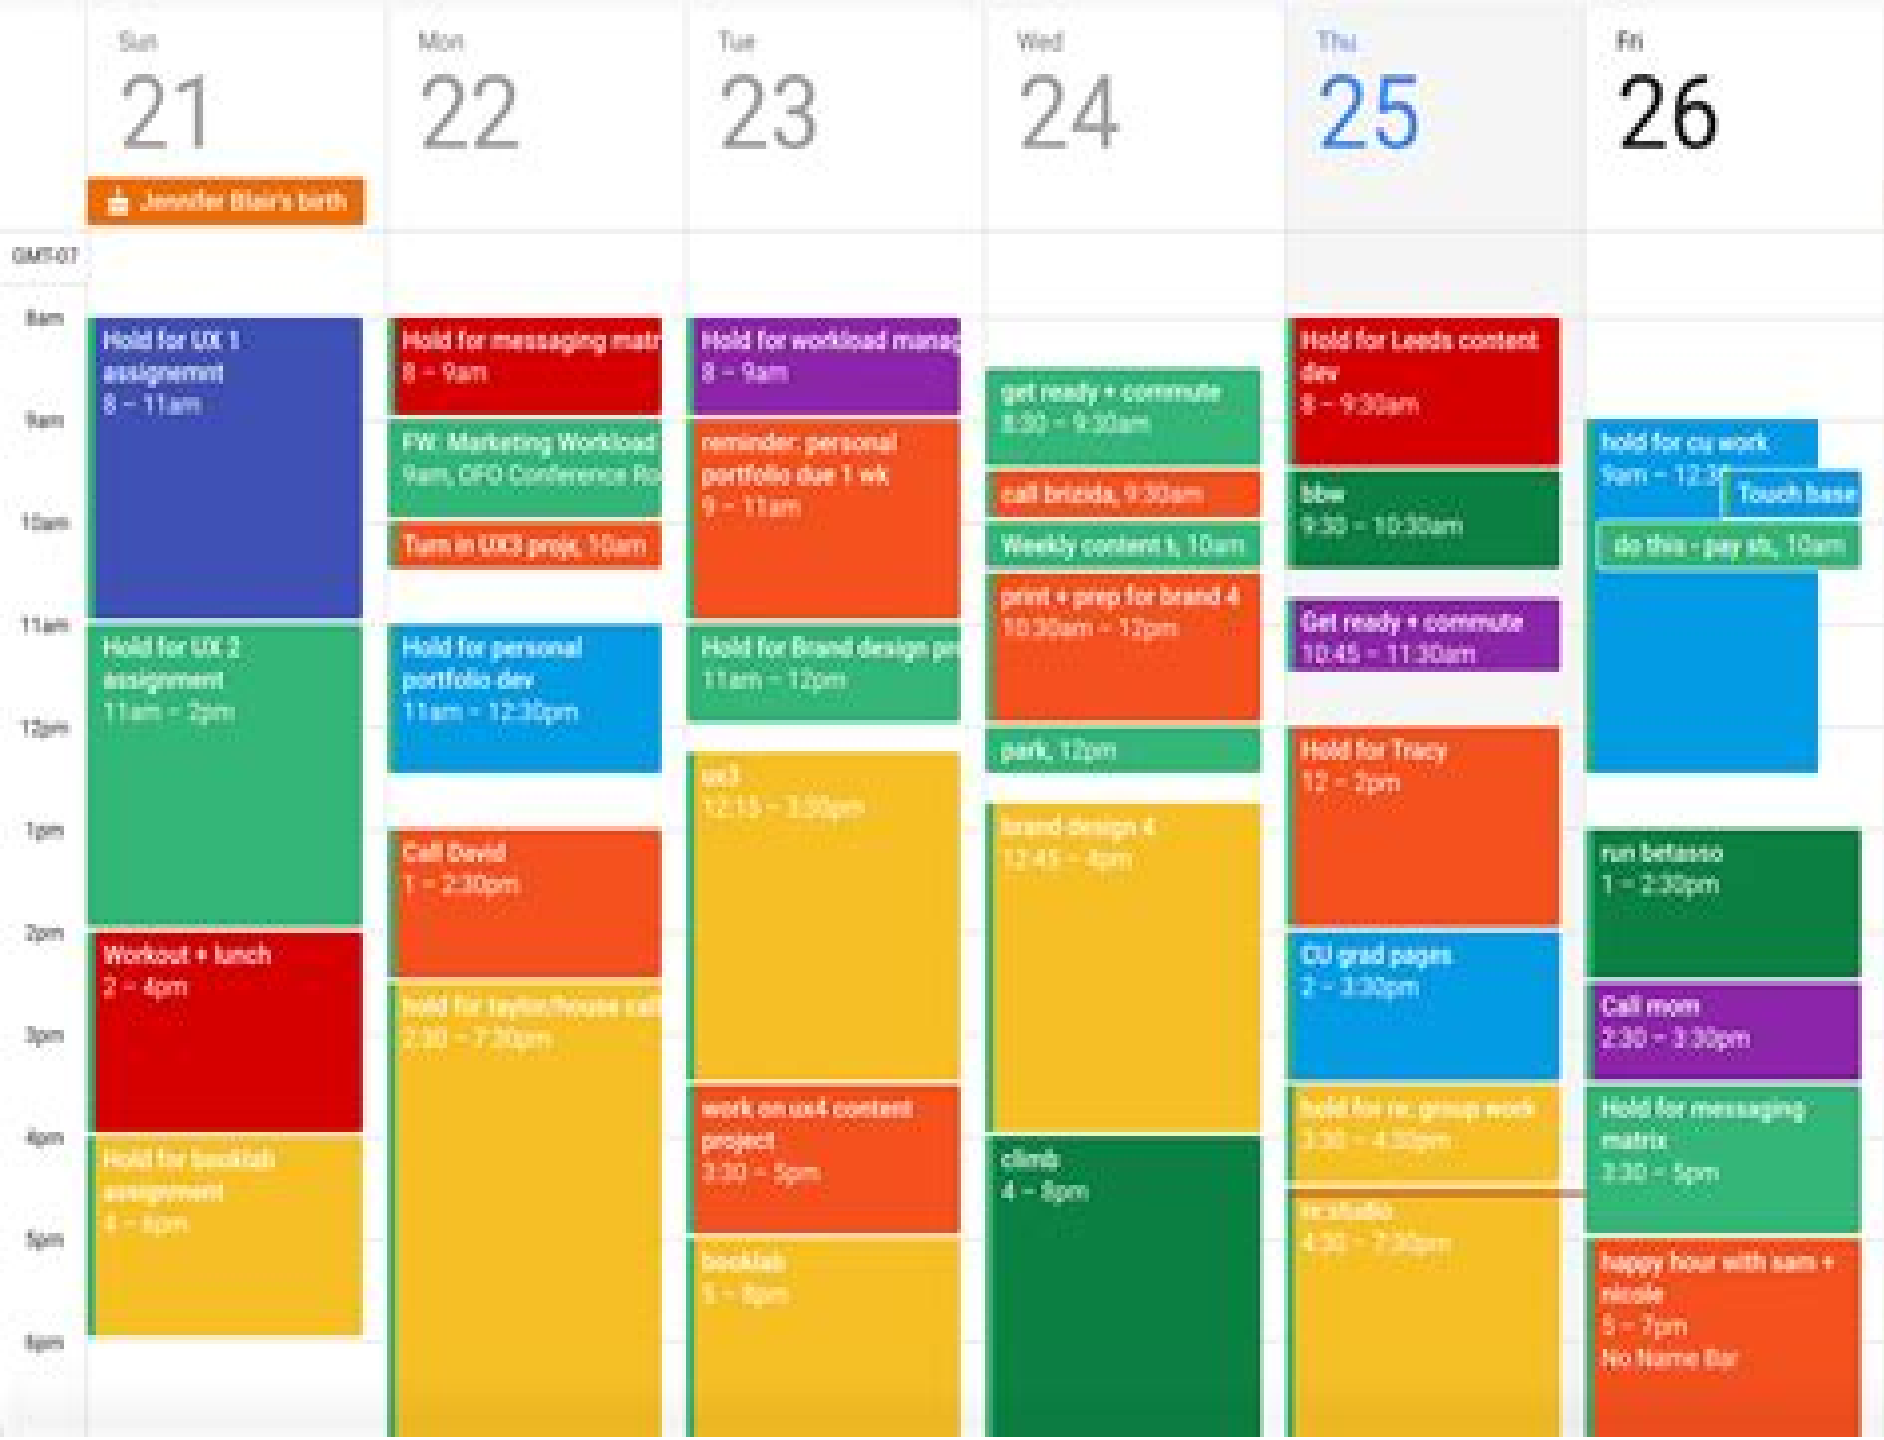 Sun
21
Mon
22
Tue
23
Wed
24
Thu
25
Fri
26
Jennifer Blair's birth
GMT-07
8am
9am
10am
11am
12pm
1pm
2pm
3pm
4pm
5pm
6pm
Hold for UX 1
assignemnt
8 – 11am
Hold for UX 2
assignment
11am – 2pm
Workout + lunch
2 – 4pm
Hold for booklab
assignment
4 – 6pm
Hold for messaging matr
8 – 9am
FW: Marketing Workload
9am, OFO Conference Ro
Turn in UX3 proje, 10am
Hold for personal
portfolio dev
11am – 12:30pm
Call David
1 – 2:30pm
hold for taylor/house call
2:30 – 7:30pm
Hold for workload manag
8 – 9am
reminder: personal
portfolio due 1 wk
9 – 11am
Hold for Brand design pr
11am – 12pm
ux3
12:15 – 3:30pm
work on ux4 content
project
3:30 – 5pm
booklab
5 – 8pm
get ready + commute
8:30 – 9:30am
call brizida, 9:30am
Weekly content t, 10am
print + prep for brand 4
10:30am – 12pm
park, 12pm
brand design 4
12:45 – 4pm
climb
4 – 8pm
Hold for Leeds content
dev
8 – 9:30am
bbw
9:30 – 10:30am
Get ready + commute
10:45 – 11:30am
Hold for Tracy
12 – 2pm
CU grad pages
2 – 3:30pm
hold for re: group work
3:30 – 4:30pm
re:studio
4:30 – 7:30pm
hold for cu work
9am – 12:3
Touch base
do this - pay sts, 10am
run betasso
1 – 2:30pm
Call mom
2:30 – 3:30pm
Hold for messaging
matrix
3:30 – 5pm
happy hour with sam +
nicole
5 – 7pm
No Name Bar